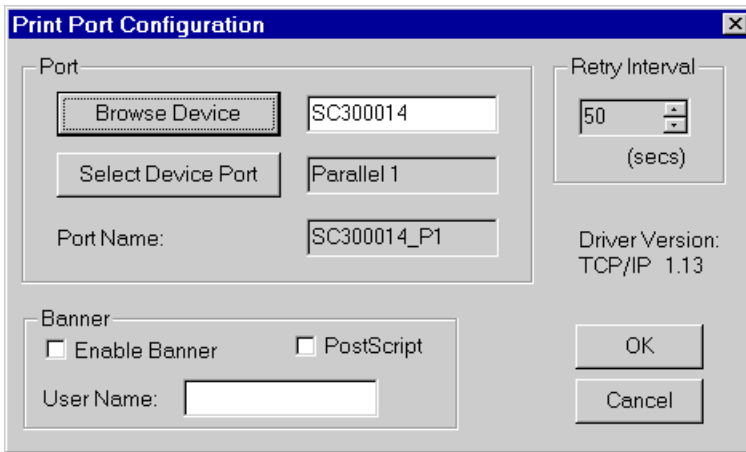 Print Port Configuration
Port
Browse Device
SC300014
Select Device Port
Parallel 1
Port Name:
SC300014_P1
Retry Interval
50
(secs)
Driver Version:
TCP/IP 1.13
Banner
Enable Banner
PostScript
User Name:
OK
Cancel